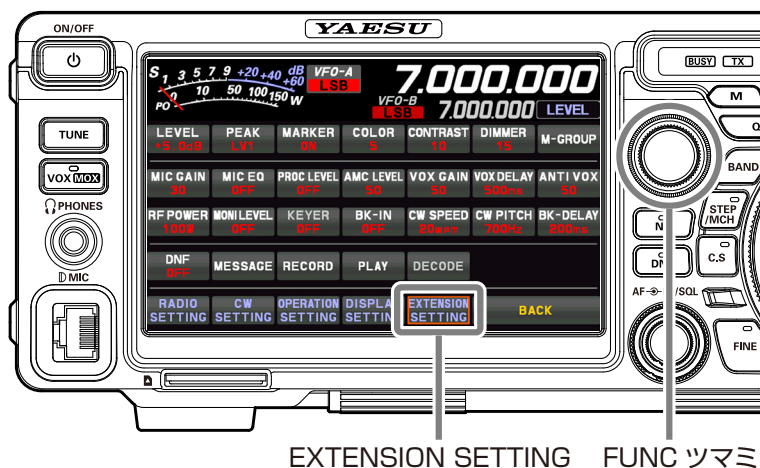 ON/OFF
YAESU
BUSY TX
S 1 3 5 7 9 +20 +40 +60 dB
PO 0 10 50 100 150 W
VFO-A
LSB
7.000.000
VFO-B
LSB
7.000.000
LEVEL
M
TUNE
LEVEL PEAK MARKER COLOR CONTRAST DIMMER M-GROUP
+5.0dB LV1 ON 5 10 15
BAND
VOX MOX
MIC GAIN MIC EQ PROC LEVEL AMC LEVEL VOX GAIN VOX DELAY ANTI VOX
30 OFF OFF 50 50 500ms 50
PHONES
RF POWER MONI LEVEL KEYER BK-IN CW SPEED CW PITCH BK-DELAY
100W OFF OFF OFF 20wpm 700Hz 200ms
STEP
/MCH
DNF MESSAGE RECORD PLAY DECODE
OFF
C.S
MIC
RADIO SETTING
CW SETTING
OPERATION SETTING
EXTENSION SETTING
BACK
AF /SQL
FINE
EXTENSION SETTING FUNC ツマミ